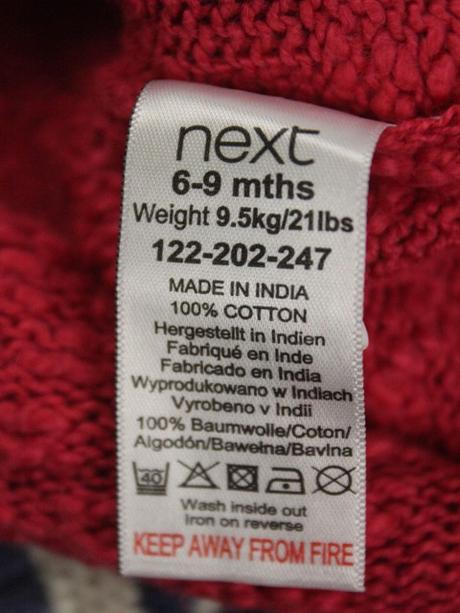 next
6-9 mths
Weight 9.5kg/21lbs
122-202-247
MADE IN INDIA
100% COTTON
Hergestellt in Indien
Fabriqué en Inde
Fabricado en India
Wyprodukowano w Indiach
Vyrobeno v Indii
100% Baumwolle/Coton/
Algodón/Bawełna/Bavlna
40
Wash inside out
Iron on reverse
KEEP AWAY FROM FIRE